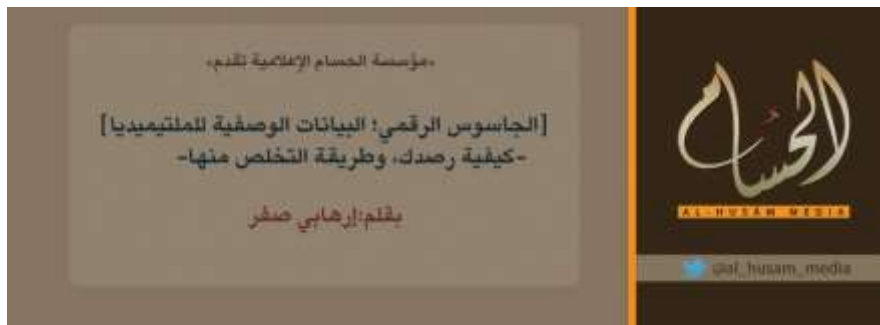 «مؤسسة الحسام الإعلامية تقدم»
[الجاسوس الرقمي؛ البيانات الوصفية للملتيميديا]
-كيفية رصدك، وطريقة التخلص منها-
بقلم:إرهابي صفر
الحسام
AL-HUSAM MEDIA
@al_husam_media